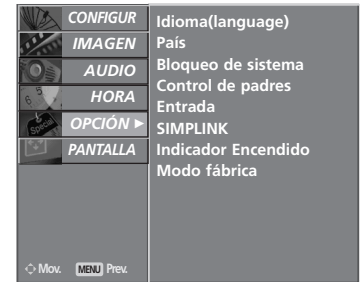 CONFIGUR
IMAGEN
AUDIO
HORA
OPCIÓN ►
PANTALLA
Idioma(language)
País
Bloqueo de sistema
Control de padres
Entrada
SIMPLINK
Indicador Encendido
Modo fábrica
Mov. MENU Prev.